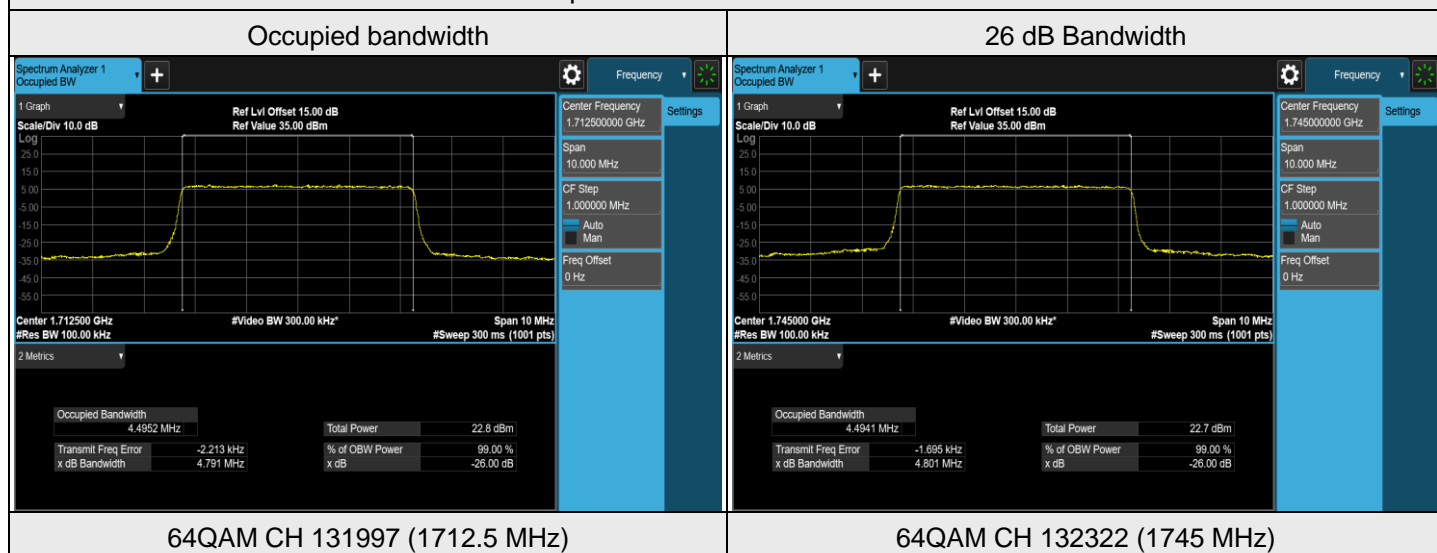 Occupied bandwidth
26 dB Bandwidth
Spectrum Analyzer 1
Occupied BW
+
Frequency
1 Graph
Scale/Div 10.0 dB
Ref Lvl Offset 15.00 dB
Ref Value 35.00 dBm
Log
25.0
15.0
5.00
-5.00
-15.0
-25.0
-35.0
-45.0
-55.0
Center 1.712500 GHz
#Res BW 100.00 kHz
#Video BW 300.00 kHz*
Span 10 MHz
#Sweep 300 ms (1001 pts)
Center Frequency
1.712500000 GHz
Settings
Span
10.000 MHz
CF Step
1.000000 MHz
Auto
Man
Freq Offset
0 Hz
2 Metrics
Occupied Bandwidth
4.4952 MHz
Total Power 22.8 dBm
Transmit Freq Error -2.213 kHz % of OBW Power 99.00 %
x dB Bandwidth 4.791 MHz x dB -26.00 dB
Spectrum Analyzer 1
Occupied BW
+
Frequency
1 Graph
Scale/Div 10.0 dB
Ref Lvl Offset 15.00 dB
Ref Value 35.00 dBm
Log
25.0
15.0
5.00
-5.00
-15.0
-25.0
-35.0
-45.0
-55.0
Center 1.745000 GHz
#Res BW 100.00 kHz
#Video BW 300.00 kHz*
Span 10 MHz
#Sweep 300 ms (1001 pts)
Center Frequency
1.745000000 GHz
Settings
Span
10.000 MHz
CF Step
1.000000 MHz
Auto
Man
Freq Offset
0 Hz
2 Metrics
Occupied Bandwidth
4.4941 MHz
Total Power 22.7 dBm
Transmit Freq Error -1.695 kHz % of OBW Power 99.00 %
x dB Bandwidth 4.801 MHz x dB -26.00 dB
64QAM CH 131997 (1712.5 MHz)
64QAM CH 132322 (1745 MHz)